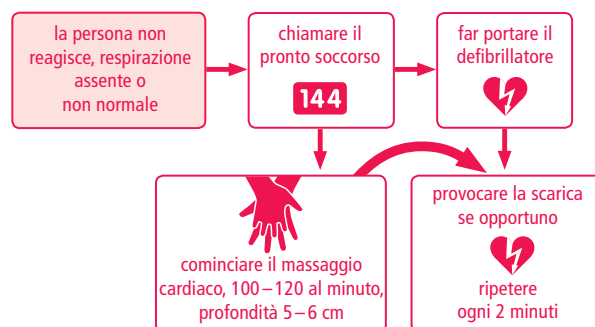 la persona non
reagisce, respirazione
assente o
non normale
chiamare il
pronto soccorso
144
far portare il
defibrillatore
cominciare il massaggio
cardiaco, 100–120 al minuto,
profondità 5–6 cm
provocare la scarica
se opportuno
ripetere
ogni 2 minuti